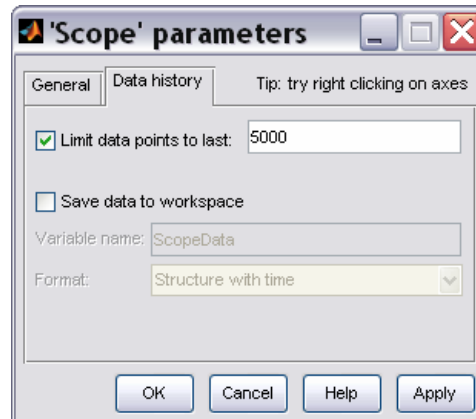 'Scope' parameters
General Data history Tip: try right clicking on axes
Limit data points to last: 5000
Save data to workspace
Variable name: ScopeData
Format: Structure with time
OK Cancel Help Apply